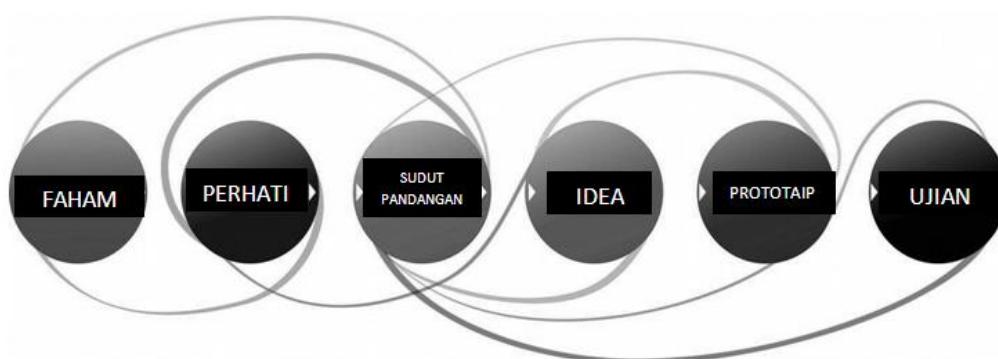 FAHAM
PERHATI
SUDUT
PANDANGAN
IDEA
PROTOTAIP
UJIAN